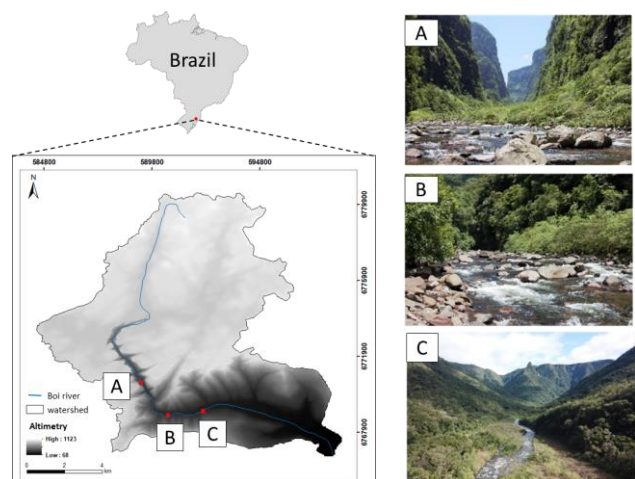 Brazil
584800
589800
594800
N
6779900
6775900
6771900
6767900
A
B
C
Boi river
watershed
Altimetry
High : 1123
Low : 68
0 2 4
km
A
B
C